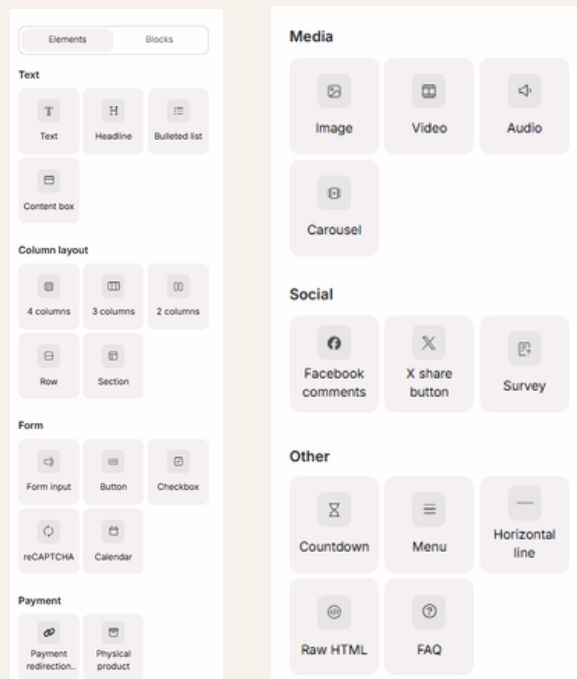 Elements
Blocks
Text
Text
Headline
Bulleted list
Content box
Column layout
4 columns
3 columns
2 columns
Row
Section
Form
Form input
Button
Checkbox
reCAPTCHA
Calendar
Payment
Payment
redirection..
Physical
product
Media
Image
Video
Audio
Carousel
Social
Facebook
comments
X share
button
Survey
Other
Countdown
Menu
Horizontal
line
Raw HTML
FAQ